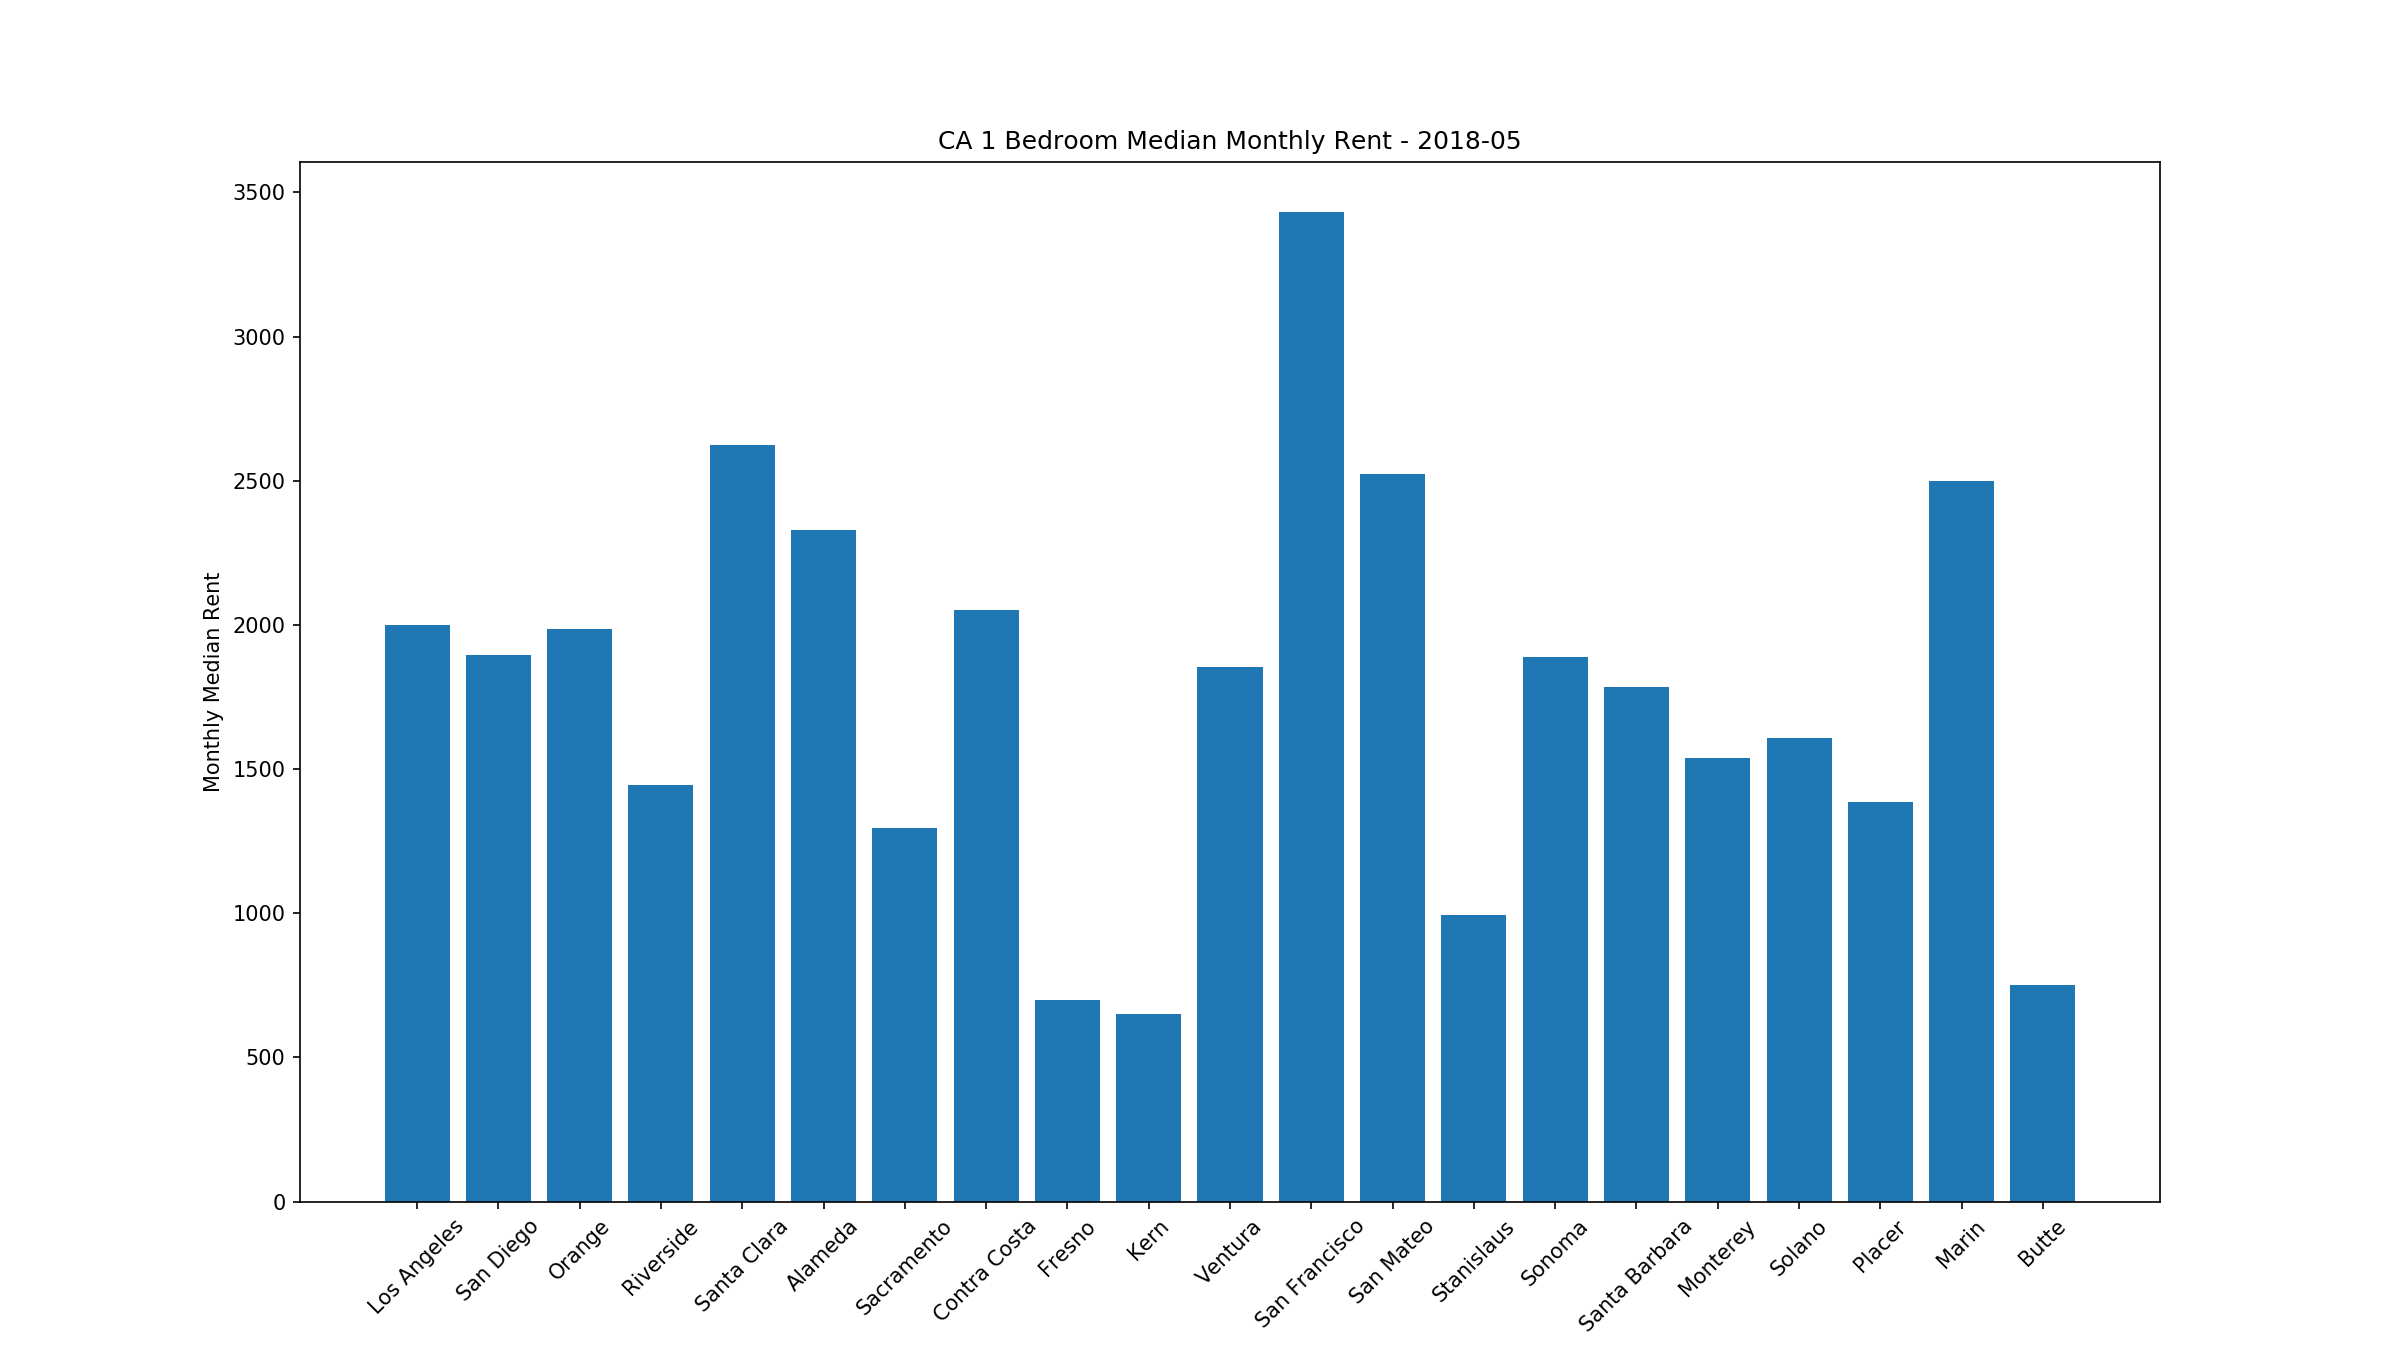 CA 1 Bedroom Median Monthly Rent - 2018-05
Monthly Median Rent
3500
3000
2500
2000
1500
1000
500
0
Los Angeles
San Diego
Orange
Riverside
Santa Clara
Alameda
Sacramento
Contra Costa
Fresno
Kern
Ventura
San Francisco
San Mateo
Stanislaus
Sonoma
Santa Barbara
Monterey
Solano
Placer
Marin
Butte